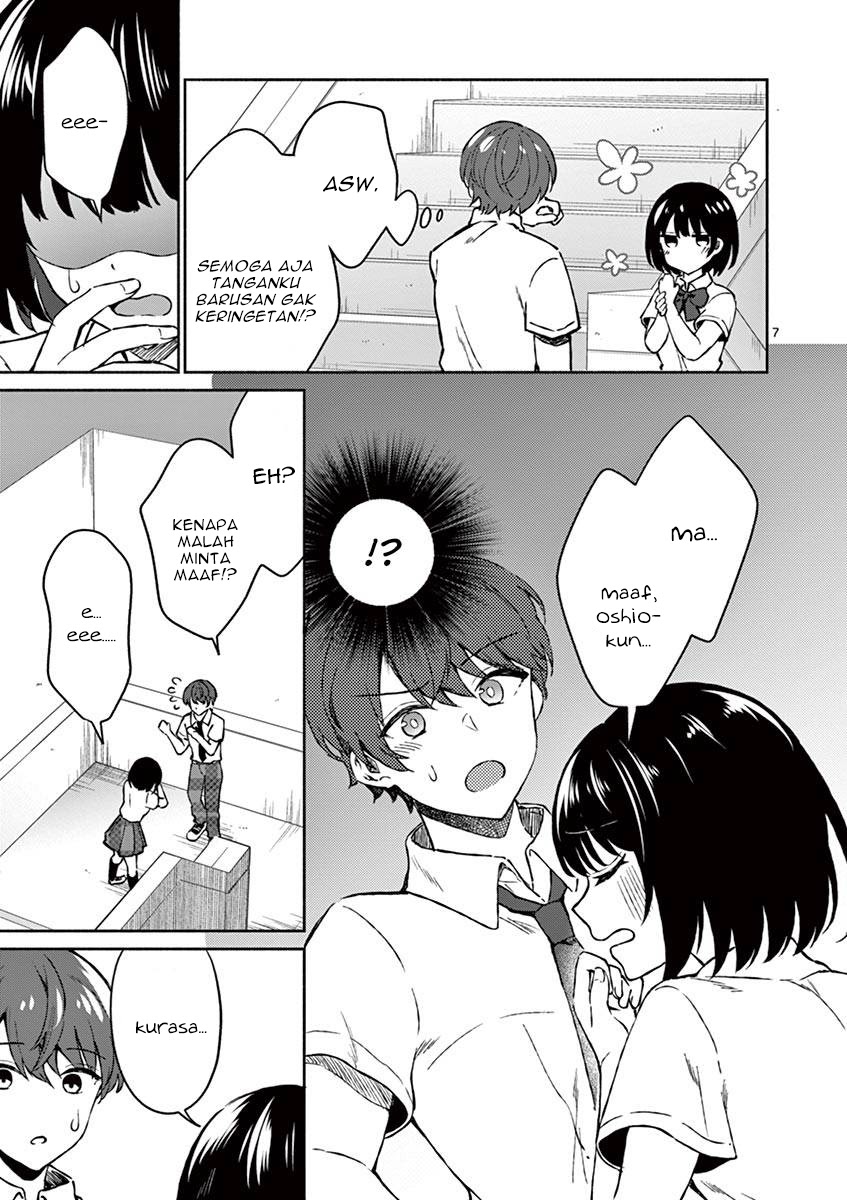 ASW.
SEMOGA AJA
TANGANKU
BARUSAN GAK
KERINGETAN!?
7
eee-
Ma...
maaf,
oshio-
kun...
!?
EH?
KENAPA
MALAH
MINTA
MAAF!?
e...
eee.....
kurasa...